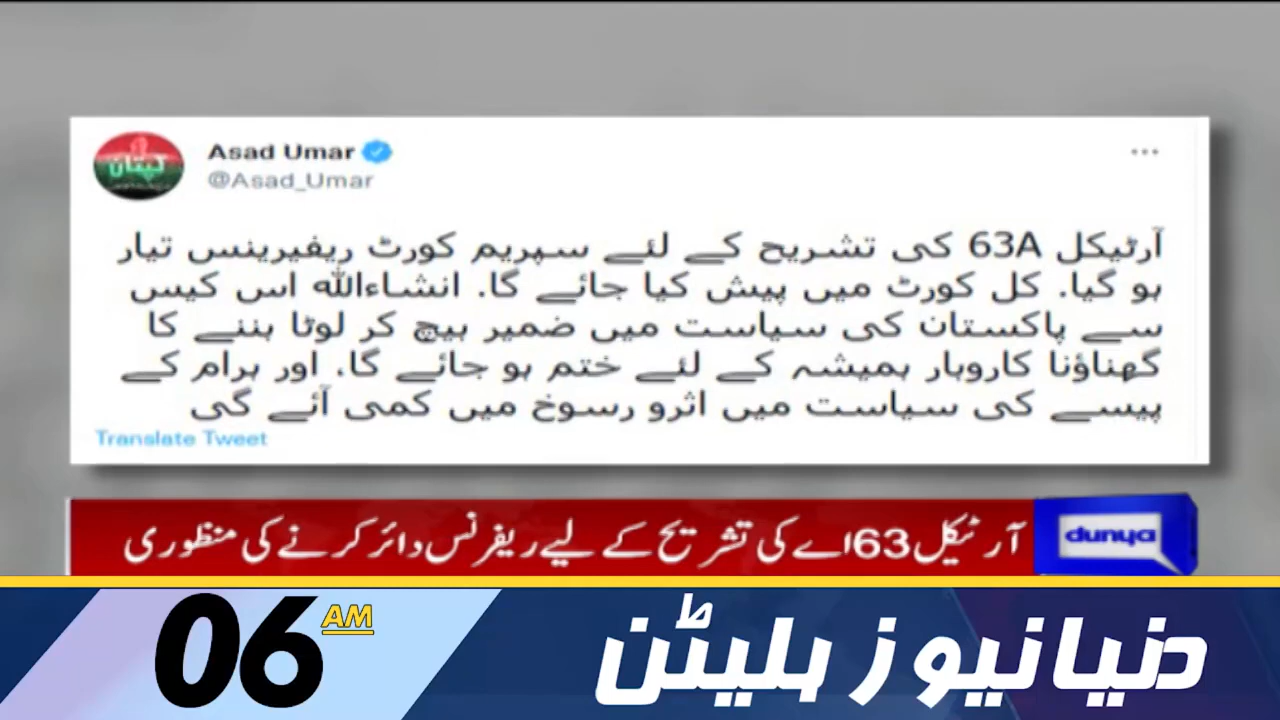 کپتان
Asad Umar
@Asad_Umar
آرٹیکل 63A کی تشریح کے لئے سپریم کورٹ ریفیرینس تیار
ہو گیا. کل کورٹ میں پیش کیا جائے گا. انشاءاللہ اس کیس
سے پاکستان کی سیاست میں ضمیر بیچ کر لوٹا بننے کا
گھناؤنا کاروبار ہمیشہ کے لئے ختم ہو جائے گا، اور ہرام کے
پیسے کی سیاست میں اثرو رسوخ میں کمی آئے گی
Translate Tweet
آرٹیکل 63اے کی تشریح کے لیے ریفرنس دائر کرنے کی منظوری
dunya
06 AM
دنیا نیوز بلیٹن